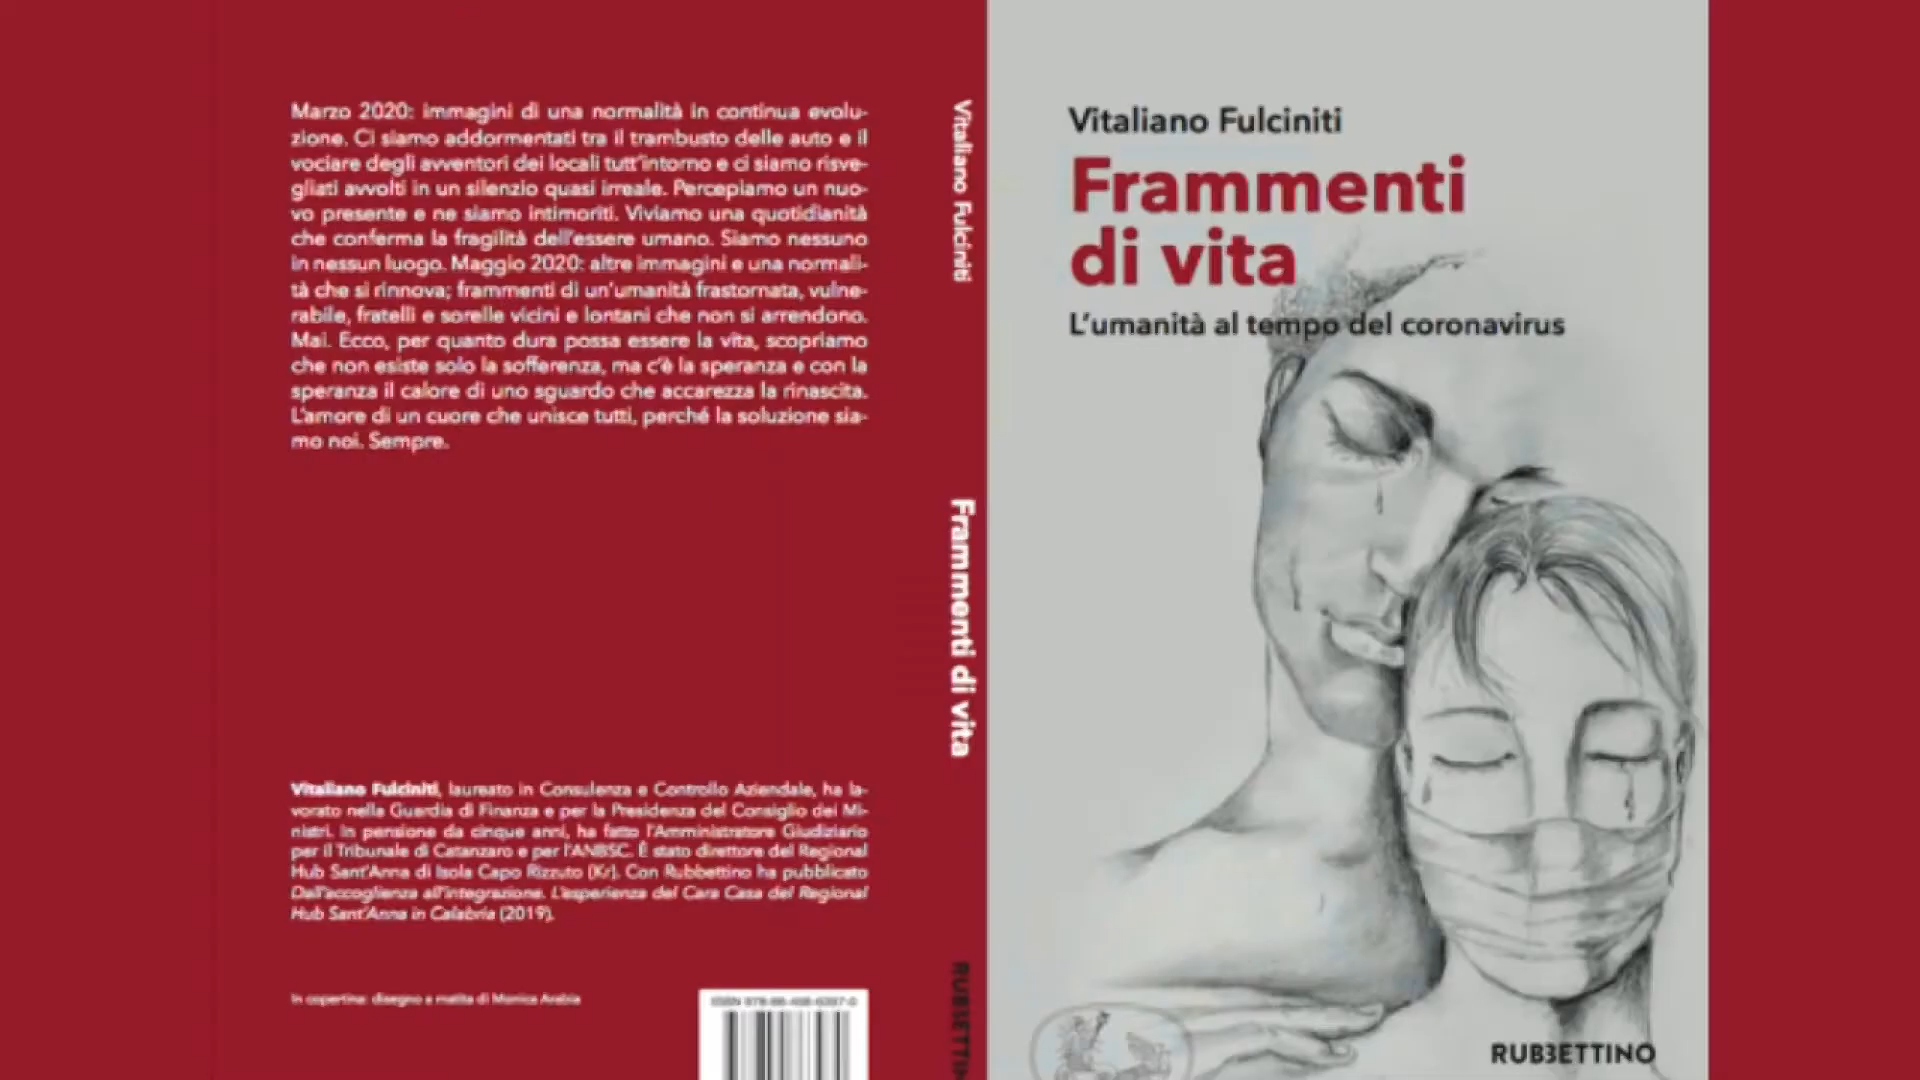 Marzo 2020: immagini di una normalità in continua evolu-
zione. Ci siamo addormentati tra il trambusto delle auto e il
vociare degli avventori dei locali tutt'intorno e ci siamo risve-
gliati avvolti in un silenzio quasi irreale. Percepiamo un nuo-
vo presente e ne siamo intimoriti. Viviamo una quotidianità
che conferma la fragilità dell'essere umano. Siamo nessuno
in nessun luogo. Maggio 2020: altre immagini e una normali-
tà che si rinnova; frammenti di un'umanità frastornata, vulne-
rabile, fratelli e sorelle vicini e lontani che non si arrendono.
Mai. Ecco, per quanto dura possa essere la vita, scopriamo
che non esiste solo la sofferenza, ma c'è la speranza e con la
speranza il calore di uno sguardo che accarezza la rinascita.
L'amore di un cuore che unisce tutti, perché la soluzione sia-
mo noi. Sempre.
Vitaliano Fulciniti, laureato in Consulenza e Controllo Aziendale, ha la-
vorato nella Guardia di Finanza e per la Presidenza del Consiglio dei Mi-
nistri. In pensione da cinque anni, ha fatto l'Amministratore Giudiziario
per il Tribunale di Catanzaro e per l'ANBSC. È stato direttore del Regional
Hub Sant'Anna di Isola Capo Rizzuto (Kr). Con Rubbettino ha pubblicato
Dall'accoglienza all'integrazione. L'esperienza del Cara Casa del Regional
Hub Sant'Anna in Calabria (2019).
In copertina: disegno a matita di Monica Arabia
ISBN
Vitaliano Fulciniti
Frammenti di vita
RUBBETTIN
Vitaliano Fulciniti
Frammenti
di vita
L'umanità al tempo del coronavirus
RUBBETTINO